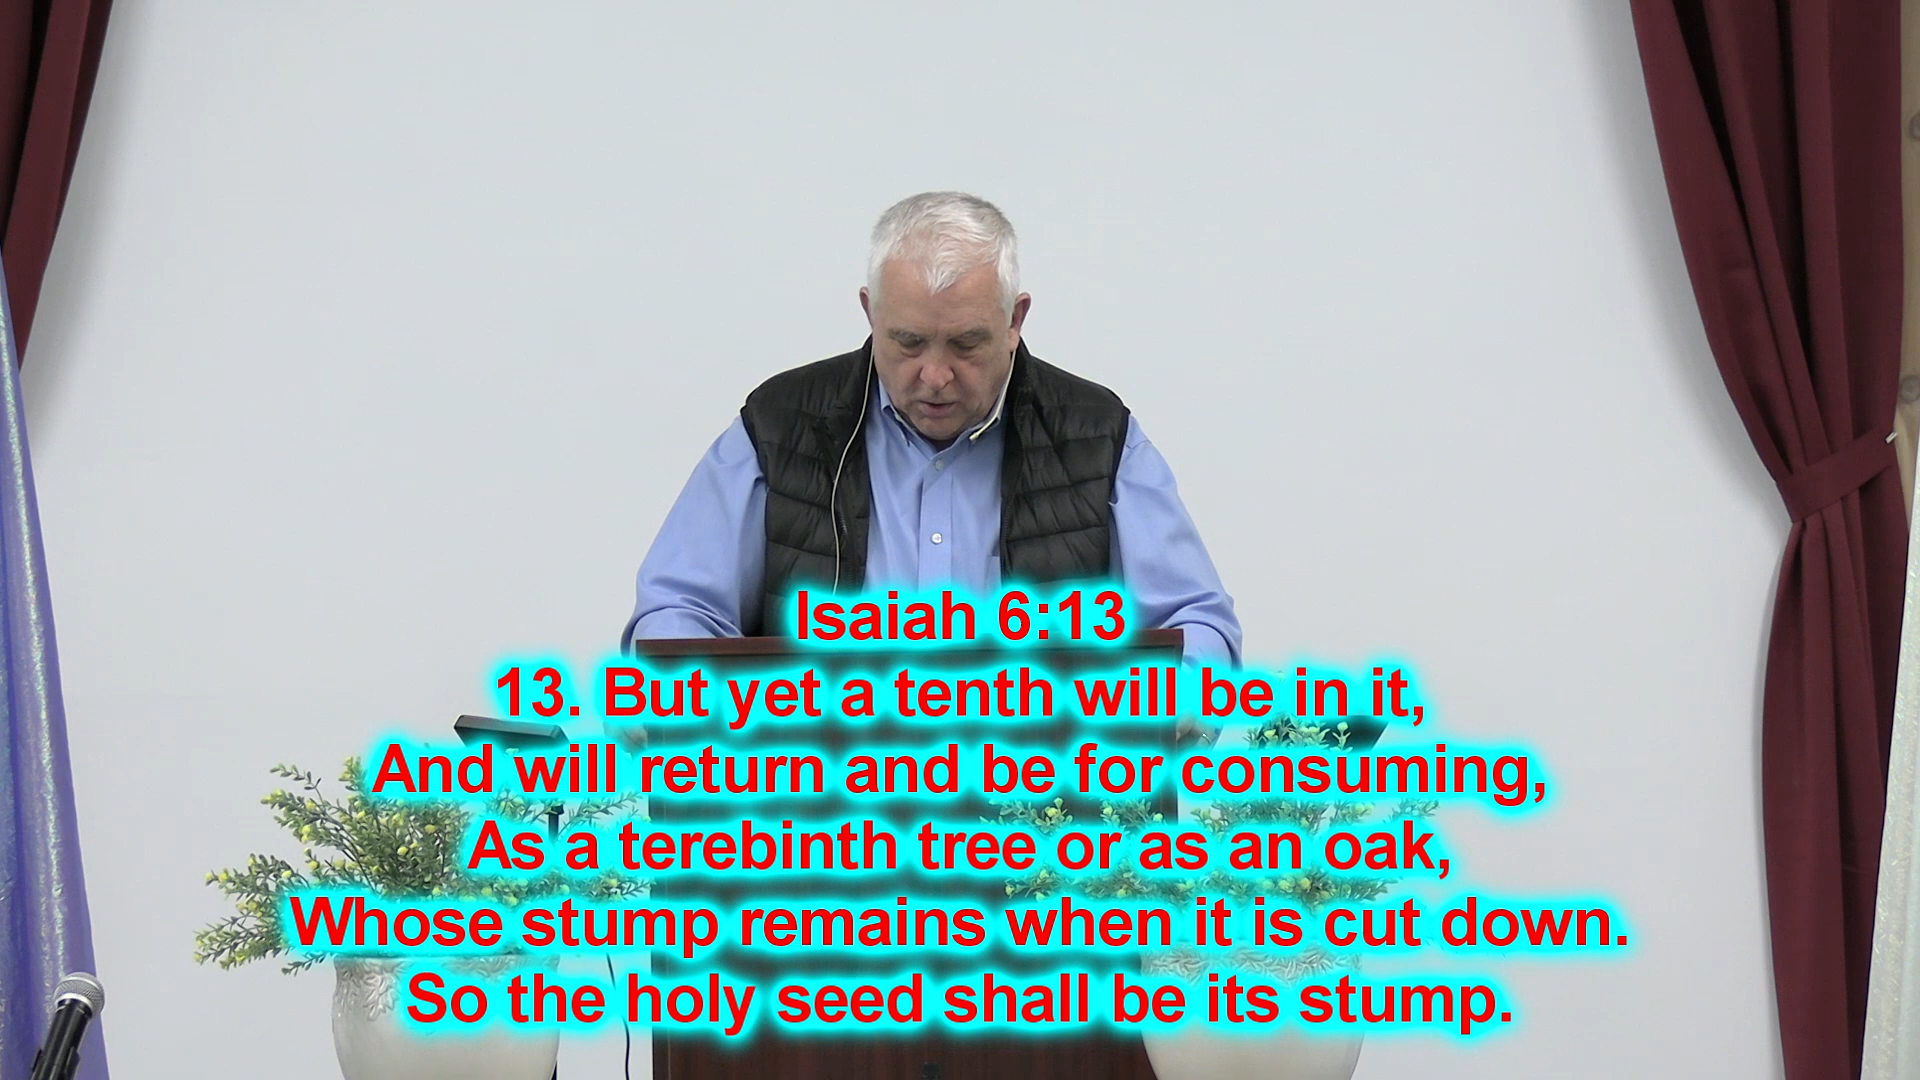 Isaiah 6:13
13. But yet a tenth will be in it,
And will return and be for consuming,
As a terebinth tree or as an oak,
Whose stump remains when it is cut down.
So the holy seed shall be its stump.